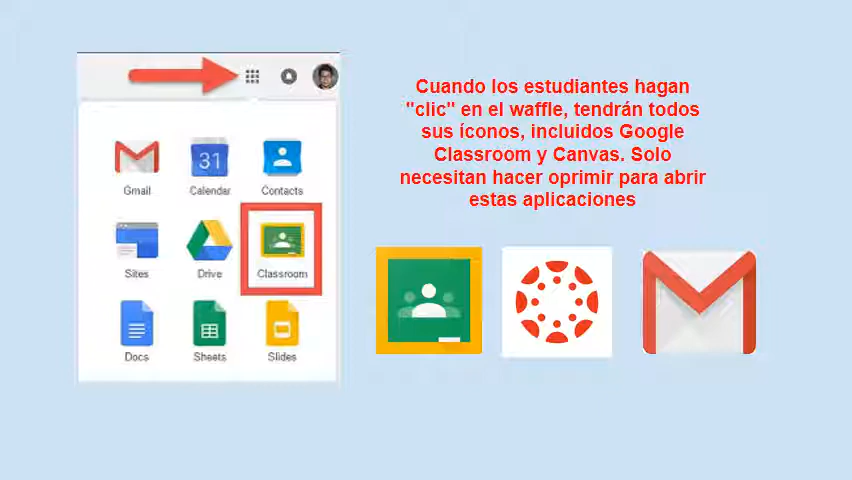 Cuando los estudiantes hagan
"clic" en el waffle, tendrán todos
sus íconos, incluidos Google
Classroom y Canvas. Solo
necesitan hacer oprimir para abrir
estas aplicaciones
31
Gmail Calendar Contacts
Sites Drive Classroom
Docs Sheets Slides